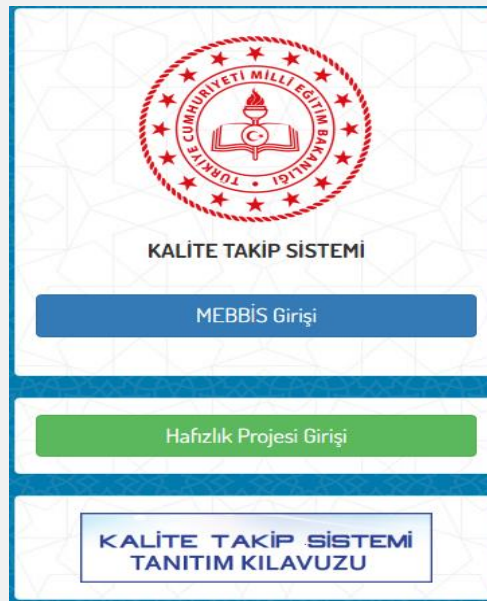 TÜRKİYE CUMHURİYETİ MİLLÎ EĞİTİM BAKANLIĞI
KALİTE TAKİP SİSTEMİ
MEBBİS Girişi
Hafızlık Projesi Girişi
KALİTE TAKİP SİSTEMİ
TANITIM KILAVUZU